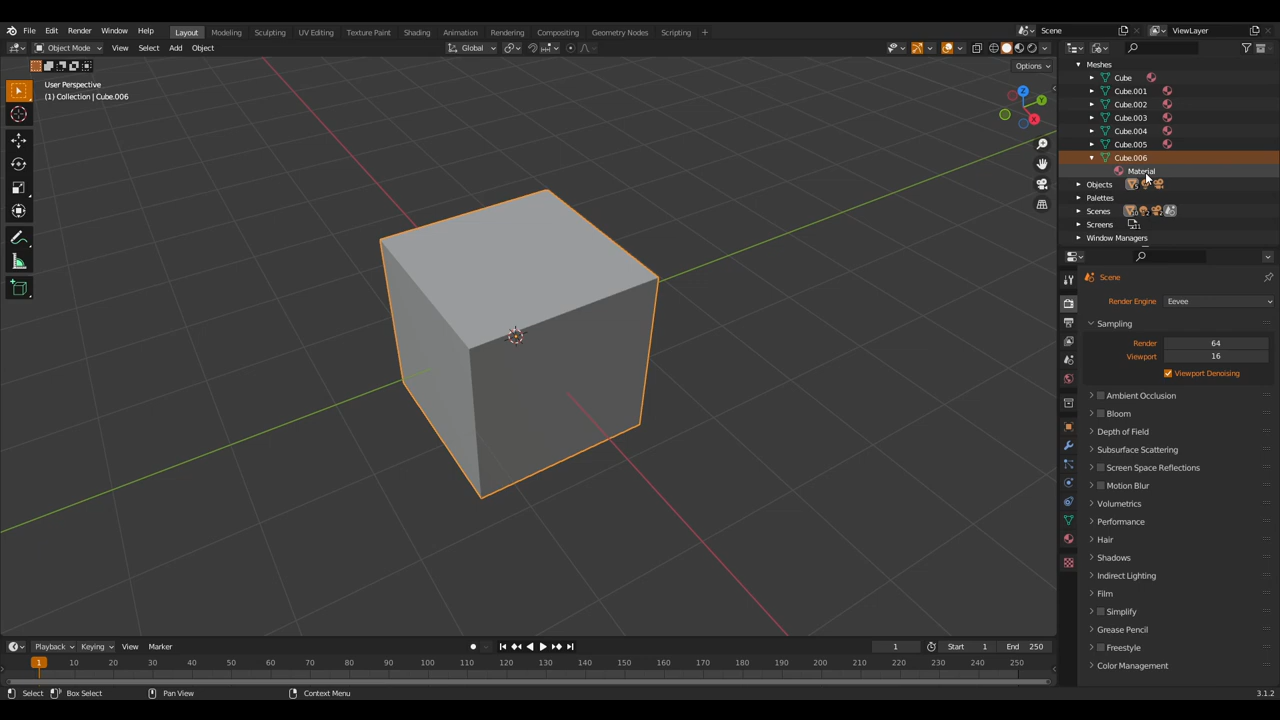 File Edit Render Window Help Layout Modeling Sculpting UV Editing Texture Paint Shading Animation Rendering Compositing Geometry Nodes Scripting + Scene ViewLayer
Object Mode View Select Add Object Global
Options
User Perspective
(1) Collection | Cube.006
Z
Y
X
Meshes
Cube
Cube.001
Cube.002
Cube.003
Cube.004
Cube.005
Cube.006
Material
Objects
Palettes
Scenes
Screens 11
Window Managers
Scene
Render Engine Eevee
Sampling
Render 64
Viewport 16
Viewport Denoising
Ambient Occlusion
Bloom
Depth of Field
Subsurface Scattering
Screen Space Reflections
Motion Blur
Volumetrics
Performance
Hair
Shadows
Indirect Lighting
Film
Simplify
Grease Pencil
Freestyle
Color Management
Playback Keying View Marker 1 Start 1 End 250
1 10 20 30 40 50 60 70 80 90 100 110 120 130 140 150 160 170 180 190 200 210 220 230 240 250
Select Box Select Pan View Context Menu 3.1.2